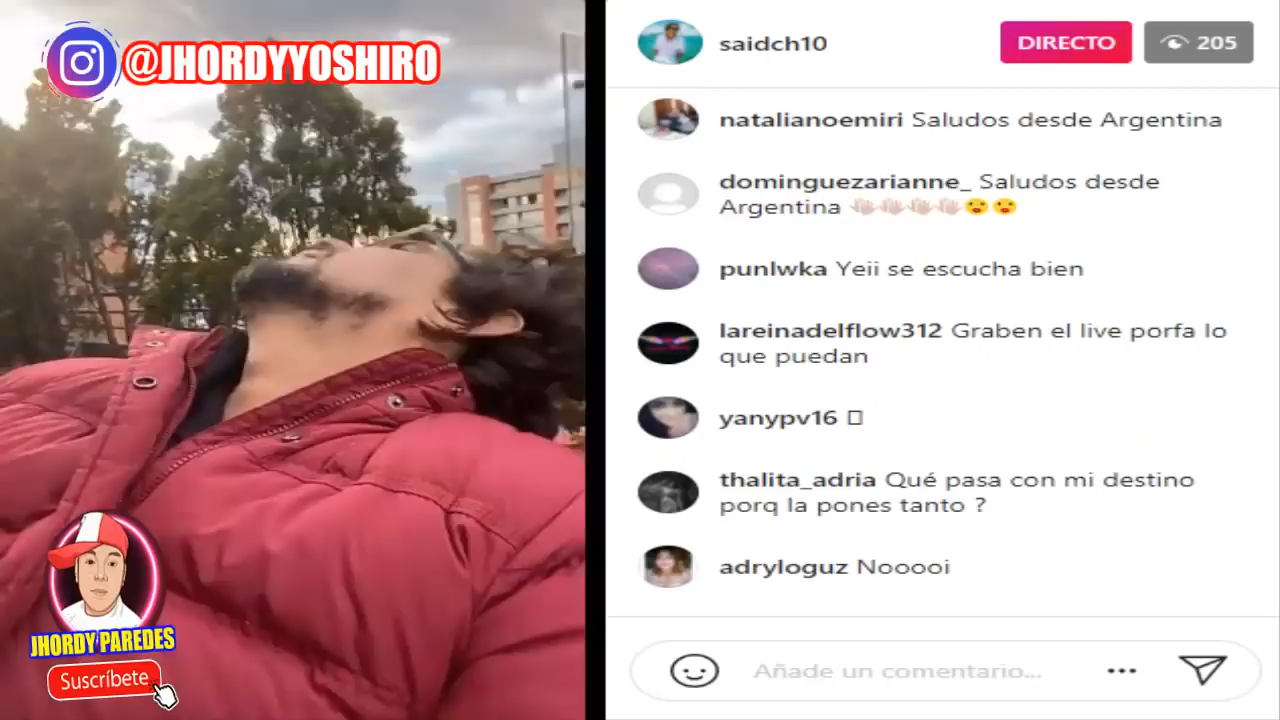 @JHORDYYOSHIRO
JHORDY PAREDES
Suscríbete
saidch10
DIRECTO
205
natalianoemiri Saludos desde Argentina
dominguezarianne_ Saludos desde
Argentina 👋🏻👋🏻👋🏻👋🏻😮😮
punlwka Yeii se escucha bien
lareinadelflow312 Graben el live porfa lo
que puedan
yanypv16 □
thalita_adria Qué pasa con mi destino
porq la pones tanto ?
adryloguz Nooooi
Añade un comentario...